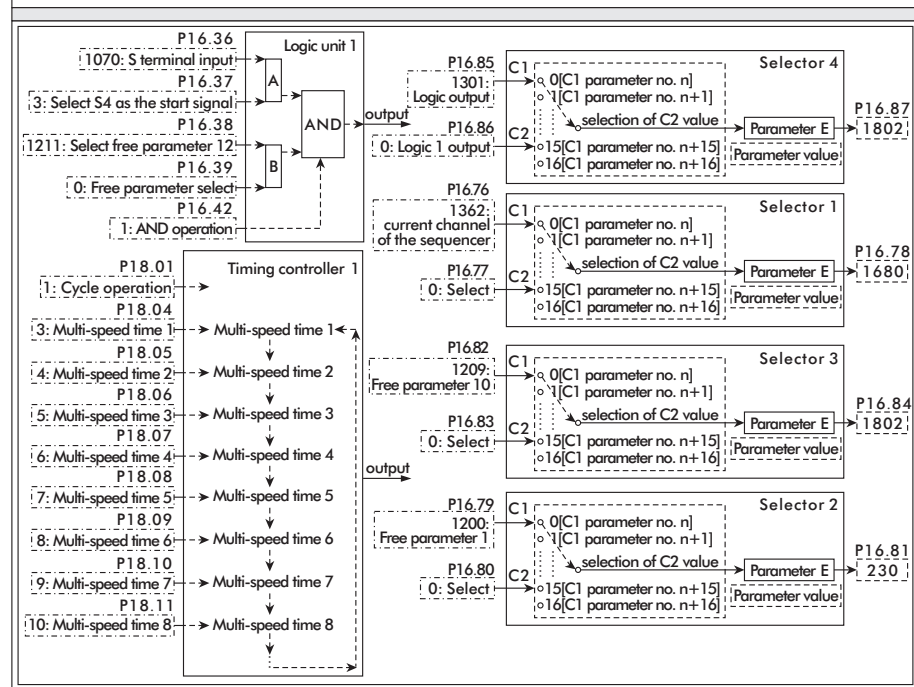 P16.36
1070: S terminal input
P16.37
3: Select S4 as the start signal
P16.38
1211: Select free parameter 12
P16.39
0: Free parameter select
P16.42
1: AND operation
Logic unit 1
A
B
AND
output
P18.01
1: Cycle operation
P18.04
3: Multi-speed time 1
P18.05
4: Multi-speed time 2
P18.06
5: Multi-speed time 3
P18.07
6: Multi-speed time 4
P18.08
7: Multi-speed time 5
P18.09
8: Multi-speed time 6
P18.10
9: Multi-speed time 7
P18.11
10: Multi-speed time 8
Timing controller 1
Multi-speed time 1
Multi-speed time 2
Multi-speed time 3
Multi-speed time 4
Multi-speed time 5
Multi-speed time 6
Multi-speed time 7
Multi-speed time 8
output
P16.85
1301:
Logic output
P16.86
0: Logic 1 output
C1
C2
Selector 4
0[C1 parameter no. n]
1[C1 parameter no. n+1]
selection of C2 value
15[C1 parameter no. n+15]
16[C1 parameter no. n+16]
Parameter E
Parameter value
P16.87
1802
P16.76
1362:
current channel
of the sequencer
P16.77
0: Select
C1
C2
Selector 1
0[C1 parameter no. n]
1[C1 parameter no. n+1]
selection of C2 value
15[C1 parameter no. n+15]
16[C1 parameter no. n+16]
Parameter E
Parameter value
P16.78
1680
P16.82
1209:
Free parameter 10
P16.83
0: Select
C1
C2
Selector 3
0[C1 parameter no. n]
1[C1 parameter no. n+1]
selection of C2 value
15[C1 parameter no. n+15]
16[C1 parameter no. n+16]
Parameter E
Parameter value
P16.84
1802
P16.79
1200:
Free parameter 1
P16.80
0: Select
C1
C2
Selector 2
0[C1 parameter no. n]
1[C1 parameter no. n+1]
selection of C2 value
15[C1 parameter no. n+15]
16[C1 parameter no. n+16]
Parameter E
Parameter value
P16.81
230